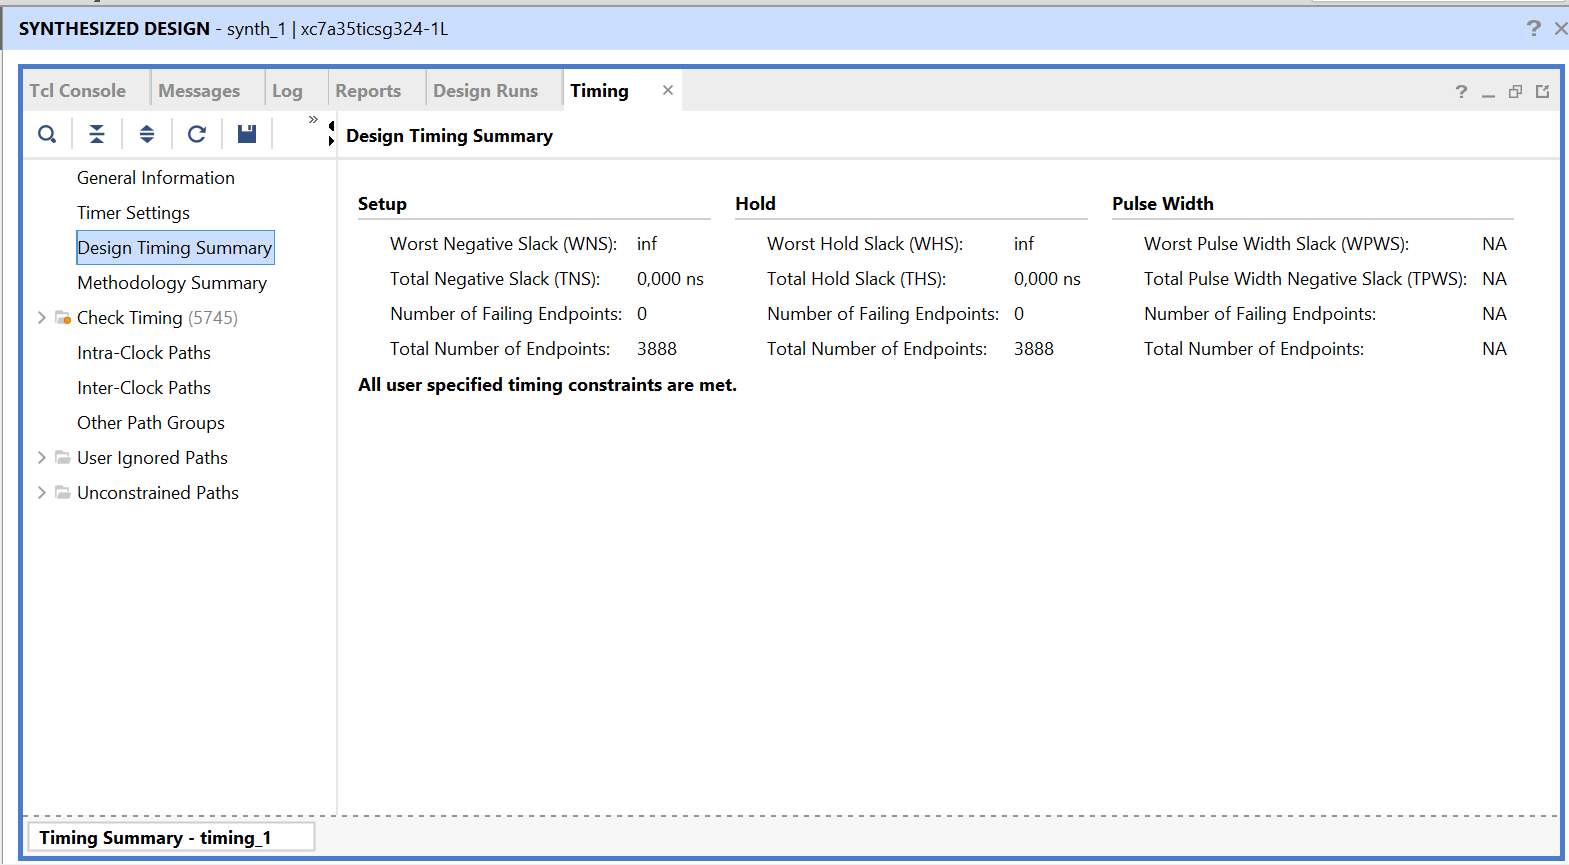 SYNTHESIZED DESIGN - synth_1 | xc7a35ticsg324-1L
Tcl Console Messages Log Reports Design Runs Timing
Design Timing Summary
General Information
Timer Settings
Design Timing Summary
Methodology Summary
Check Timing (5745)
Intra-Clock Paths
Inter-Clock Paths
Other Path Groups
User Ignored Paths
Unconstrained Paths
Setup
Worst Negative Slack (WNS): inf
Total Negative Slack (TNS): 0,000 ns
Number of Failing Endpoints: 0
Total Number of Endpoints: 3888
Hold
Worst Hold Slack (WHS): inf
Total Hold Slack (THS): 0,000 ns
Number of Failing Endpoints: 0
Total Number of Endpoints: 3888
Pulse Width
Worst Pulse Width Slack (WPWS): NA
Total Pulse Width Negative Slack (TPWS): NA
Number of Failing Endpoints: NA
Total Number of Endpoints: NA
All user specified timing constraints are met.
Timing Summary - timing_1